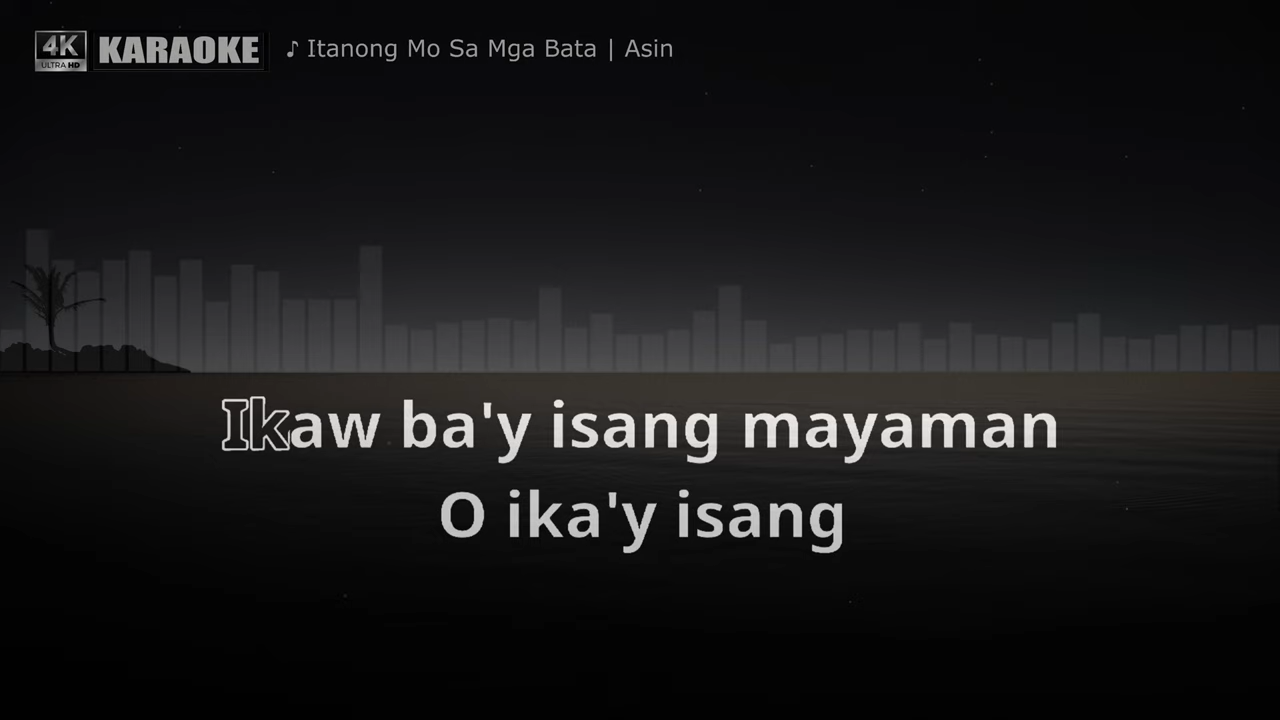 4K ULTRA HD KARAOKE ♪ Itanong Mo Sa Mga Bata | Asin
Ikaw ba'y isang mayaman
O ika'y isang